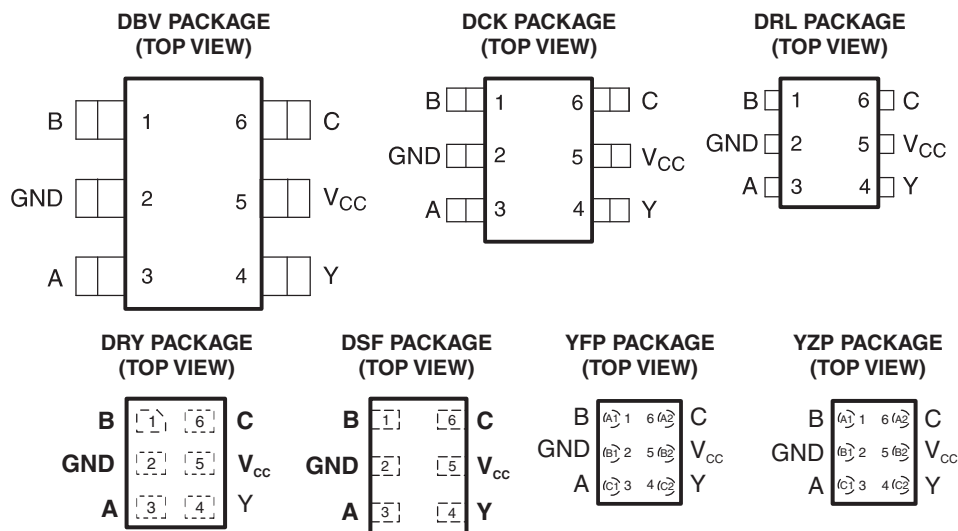 DBV PACKAGE
(TOP VIEW)
B 1 6 C
GND 2 5 VCC
A 3 4 Y
DCK PACKAGE
(TOP VIEW)
B 1 6 C
GND 2 5 VCC
A 3 4 Y
DRL PACKAGE
(TOP VIEW)
B 1 6 C
GND 2 5 VCC
A 3 4 Y
DRY PACKAGE
(TOP VIEW)
B 1 6 C
GND 2 5 Vcc
A 3 4 Y
DSF PACKAGE
(TOP VIEW)
B 1 6 C
GND 2 5 Vcc
A 3 4 Y
YFP PACKAGE
(TOP VIEW)
B A1 1 6 A2 C
GND B1 2 5 B2 Vcc
A C1 3 4 C2 Y
YZP PACKAGE
(TOP VIEW)
B A1 1 6 A2 C
GND B1 2 5 B2 Vcc
A C1 3 4 C2 Y